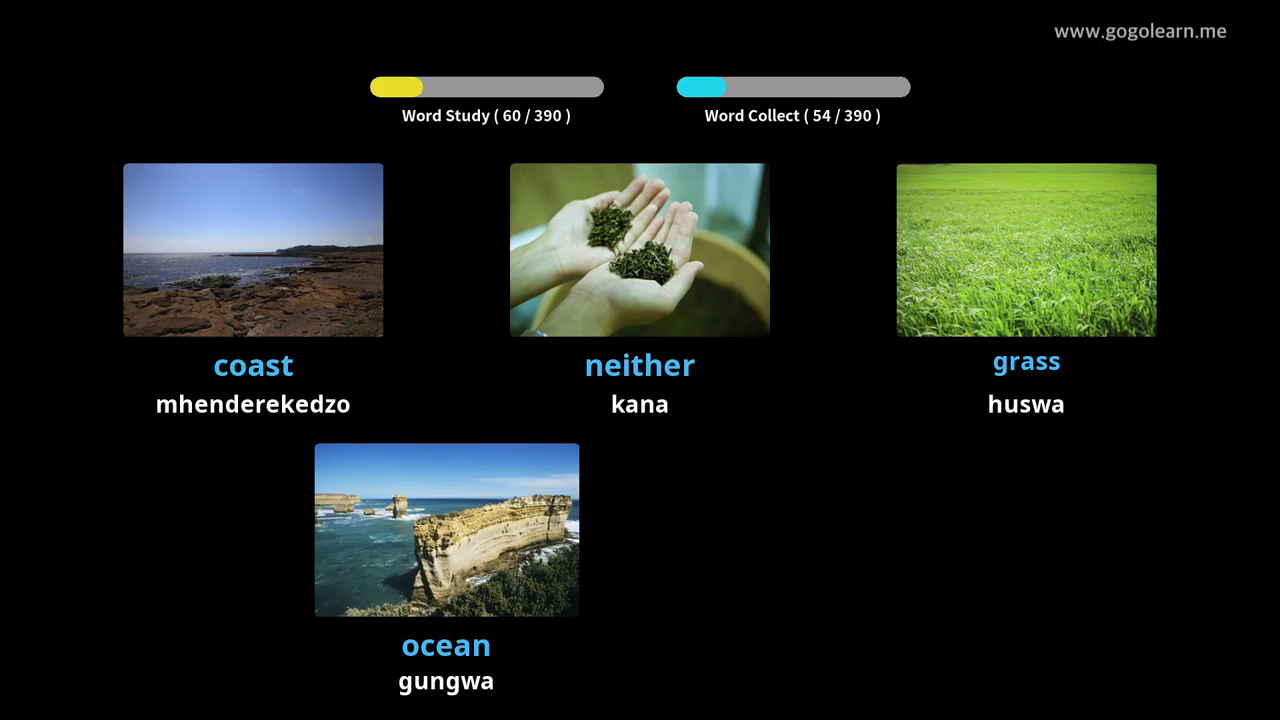 www.gogolearn.me
Word Study ( 60 / 390 )
Word Collect ( 54 / 390 )
coast
mhenderekedzo
neither
kana
grass
huswa
ocean
gungwa